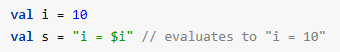 val i = 10
val s = "i = $i" // evaluates to "i = 10"